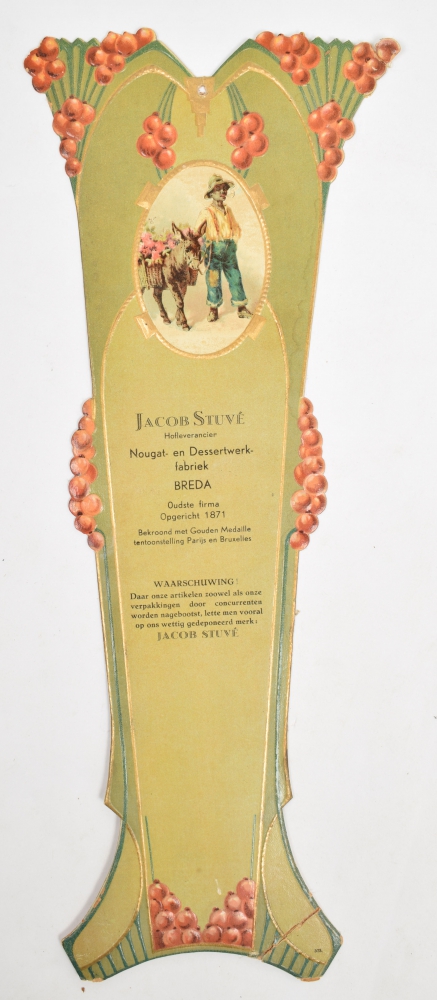 JACOB STUVÉ
Hofleverancier
Nougat- en Dessertwerk-
fabriek
BREDA
Oudste firma
Opgericht 1871
Bekroond met Gouden Medaille
tentoonstelling Parijs en Bruxelles
WAARSCHUWING!
Daar onze artikelen zoowel als onze
verpakkingen door concurrenten
worden nagebootst, lette men vooral
op ons wettig gedeponeerd merk:
JACOB STUVÉ